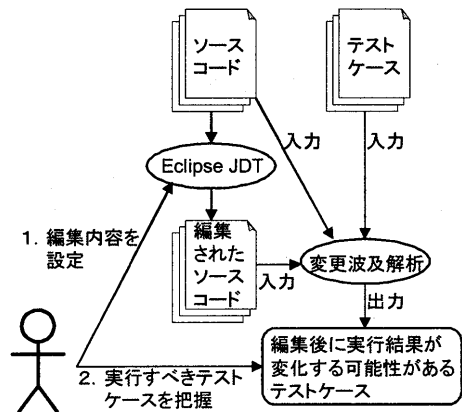 ソース
コード
テスト
ケース
入力
入力
Eclipse JDT
1. 編集内容を
設定
編集
された
ソース
コード
入力
変更波及解析
出力
編集後に実行結果が
変化する可能性がある
テストケース
2. 実行すべきテスト
ケースを把握